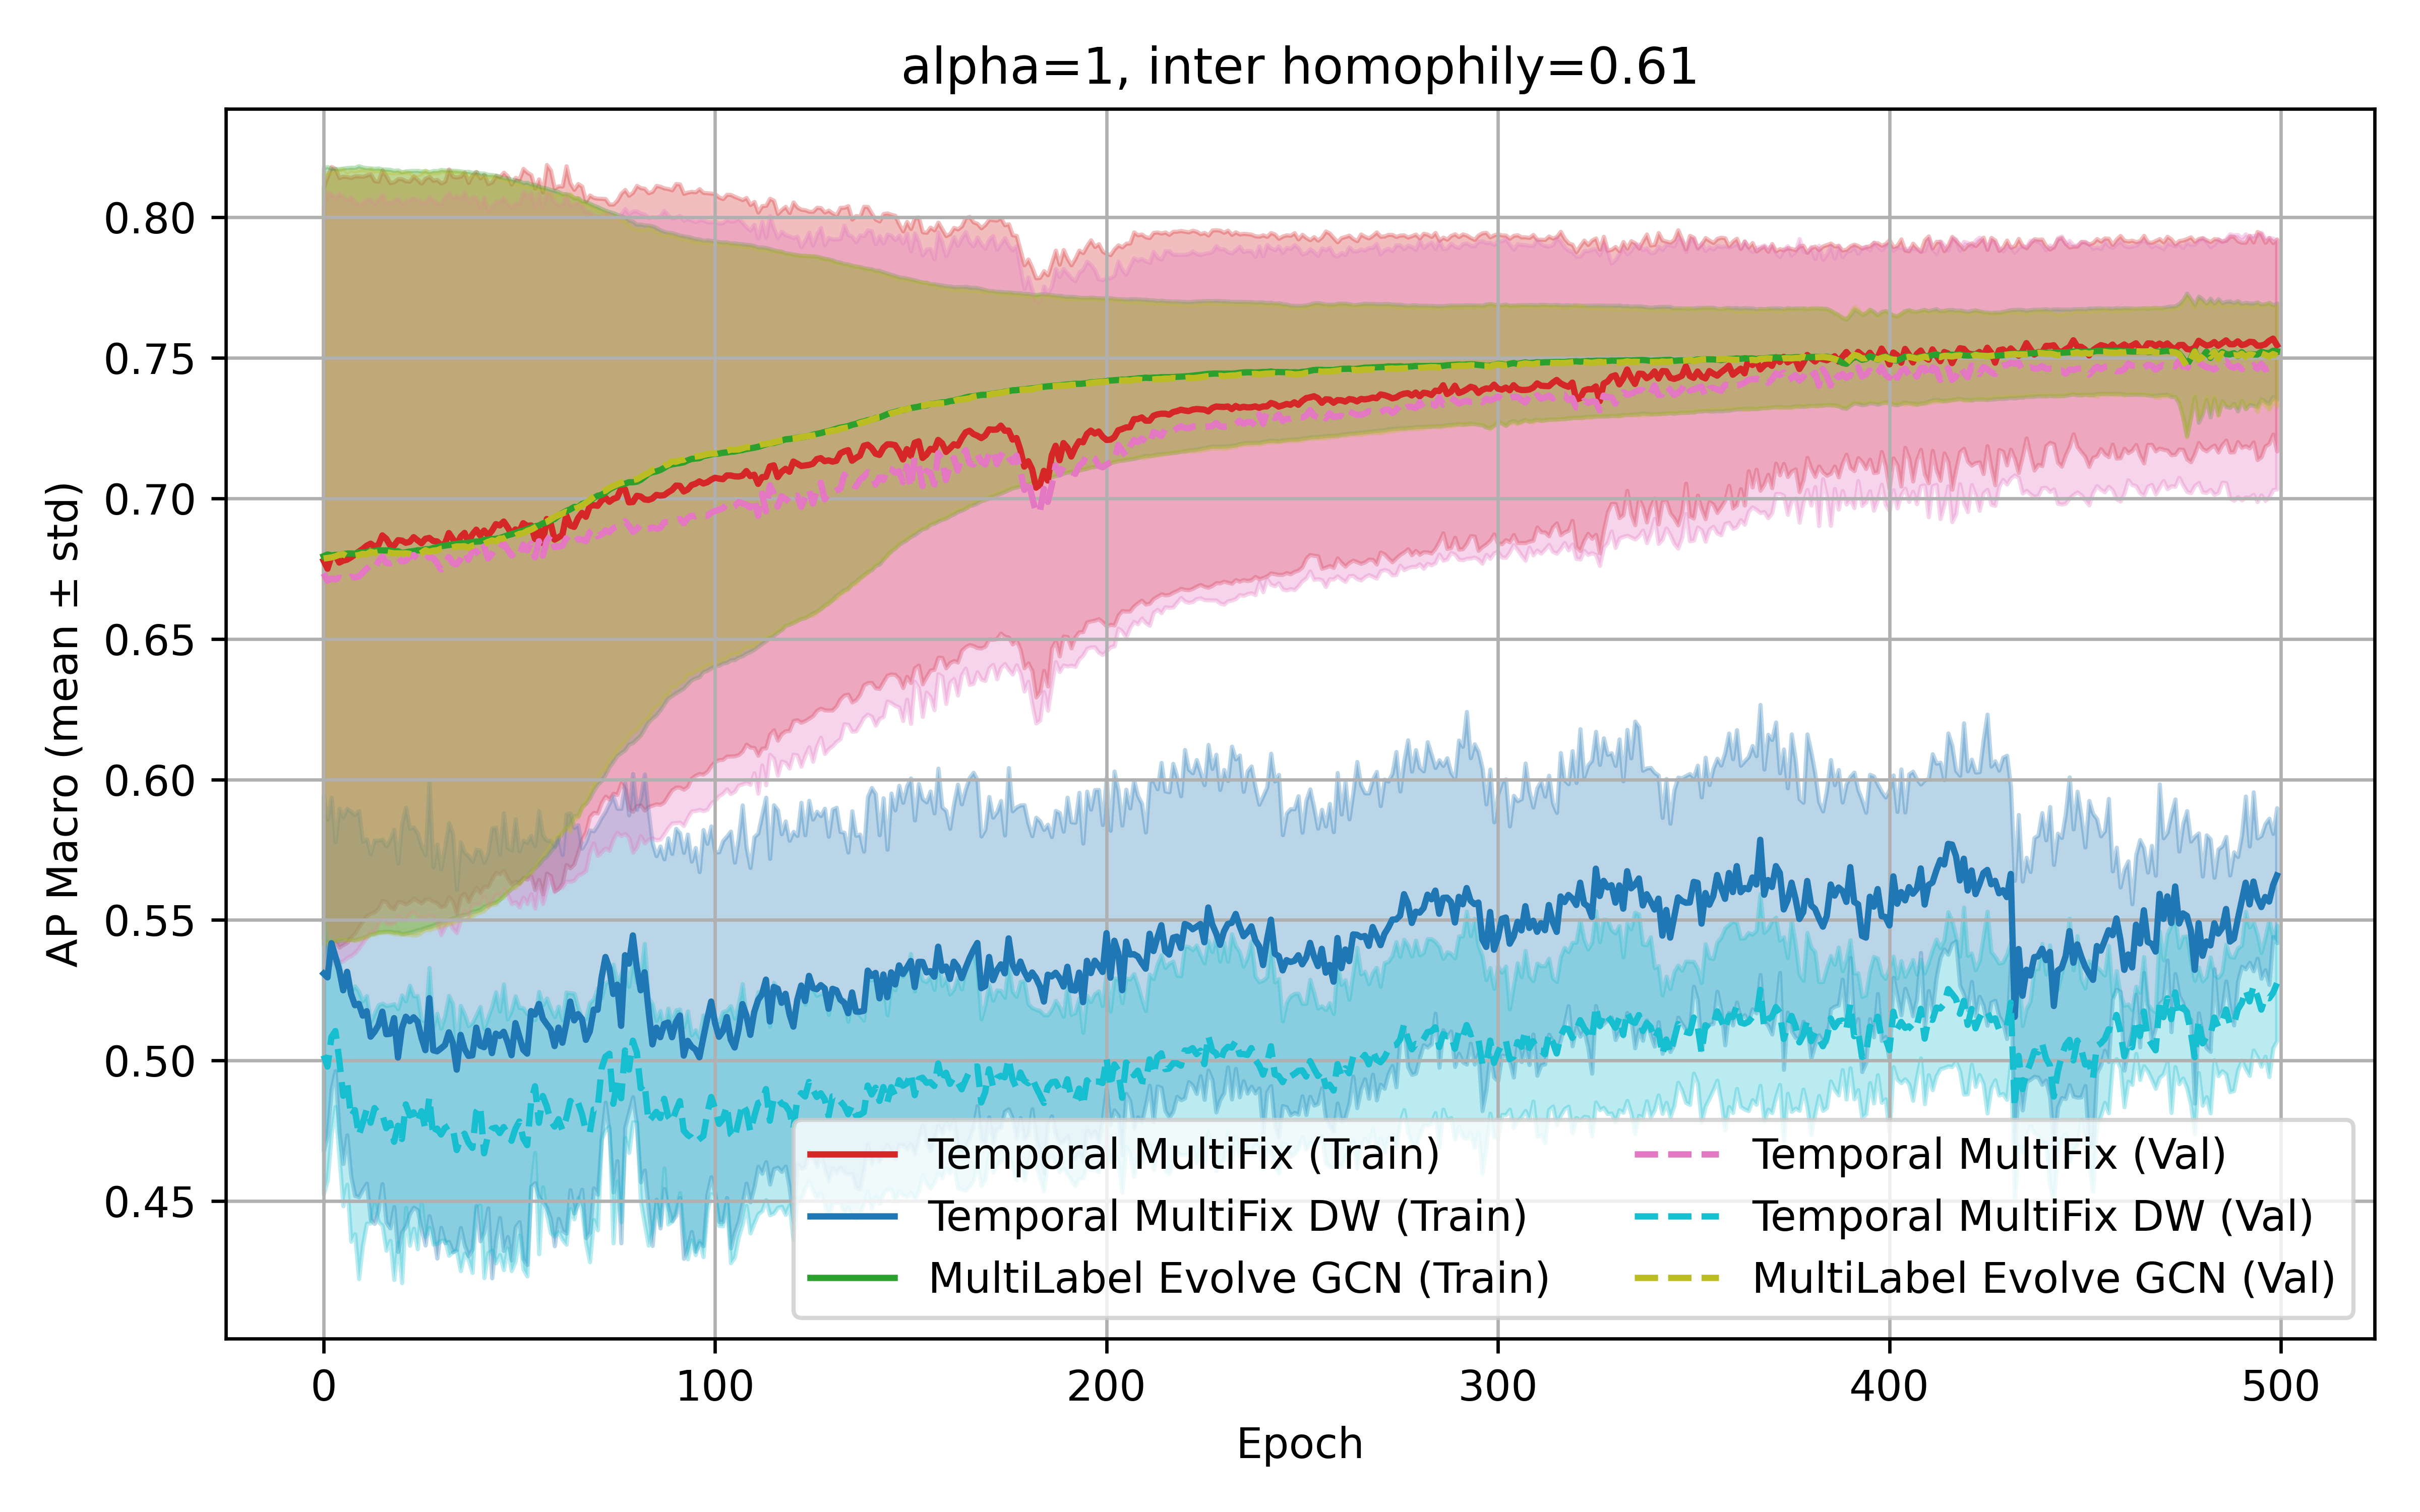 alpha=1, inter homophily=0.61
AP Macro (mean ± std)
0.80
0.75
0.70
0.65
0.60
0.55
0.50
0.45
Temporal MultiFix (Train)
Temporal MultiFix DW (Train)
MultiLabel Evolve GCN (Train)
Temporal MultiFix (Val)
Temporal MultiFix DW (Val)
MultiLabel Evolve GCN (Val)
0 100 200 300 400 500
Epoch